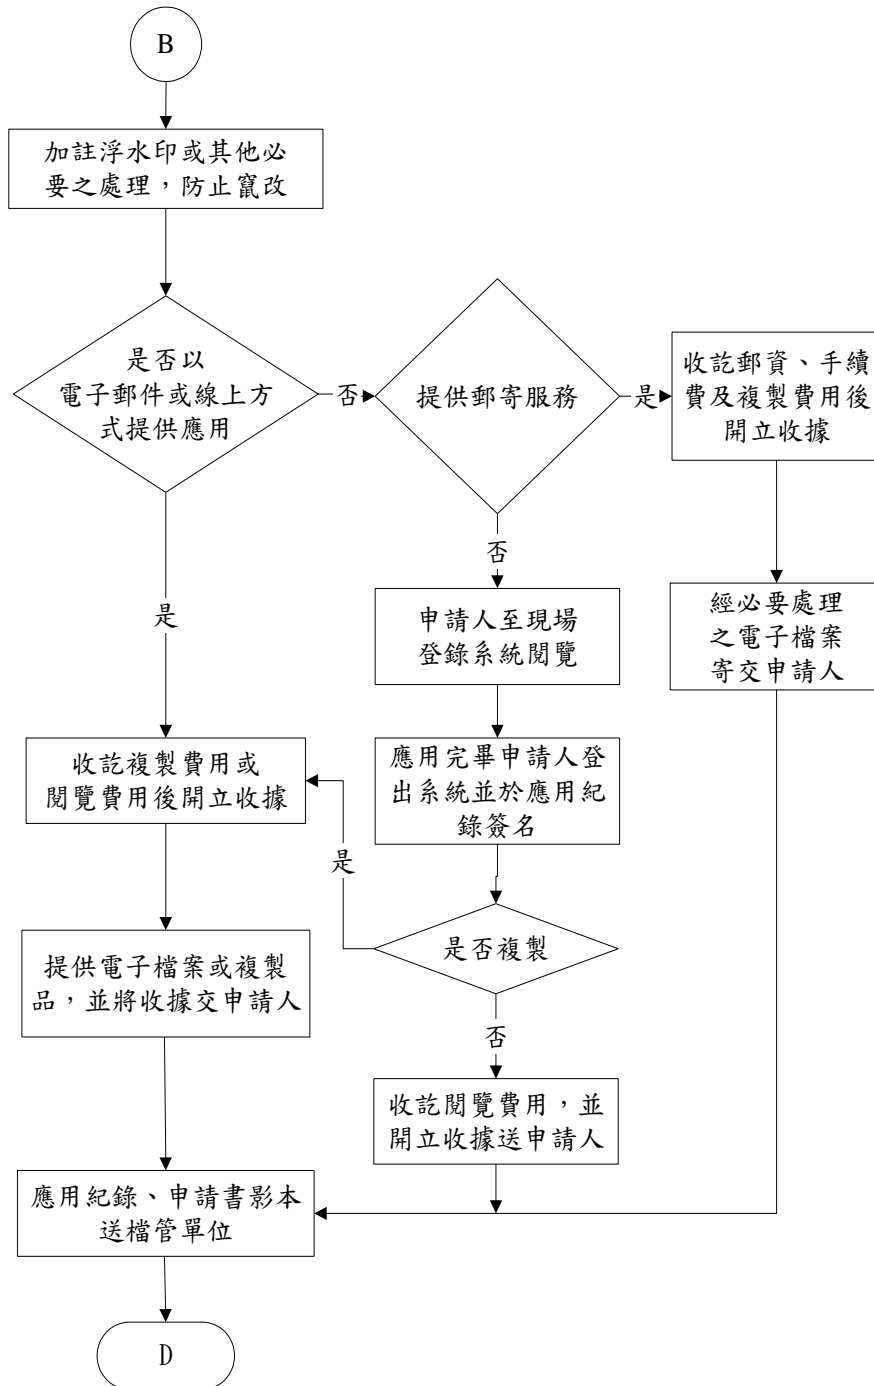 B
加註浮水印或其他必
要之處理，防止竄改
是否以
電子郵件或線上方
式提供應用
否
提供郵寄服務
是
收訖郵資、手續
費及複製費用後
開立收據
否
是
申請人至現場
登錄系統閱覽
經必要處理
之電子檔案
寄交申請人
收訖複製費用或
閱覽費用後開立收據
應用完畢申請人登
出系統並於應用紀
錄簽名
是
是否複製
提供電子檔案或複製
品，並將收據交申請人
否
收訖閱覽費用，並
開立收據送申請人
應用紀錄、申請書影本
送檔管單位
D